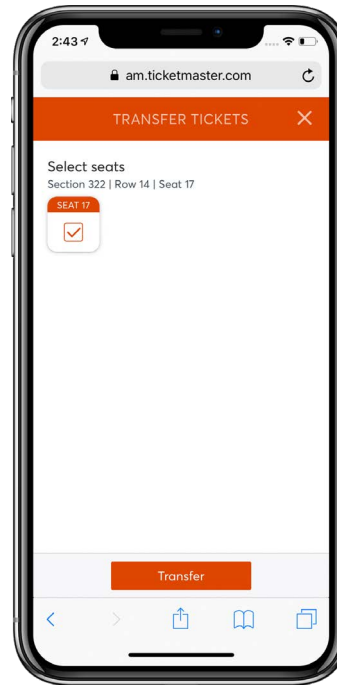 2:43
am.ticketmaster.com
TRANSFER TICKETS
Select seats
Section 322 | Row 14 | Seat 17
SEAT 17
Transfer